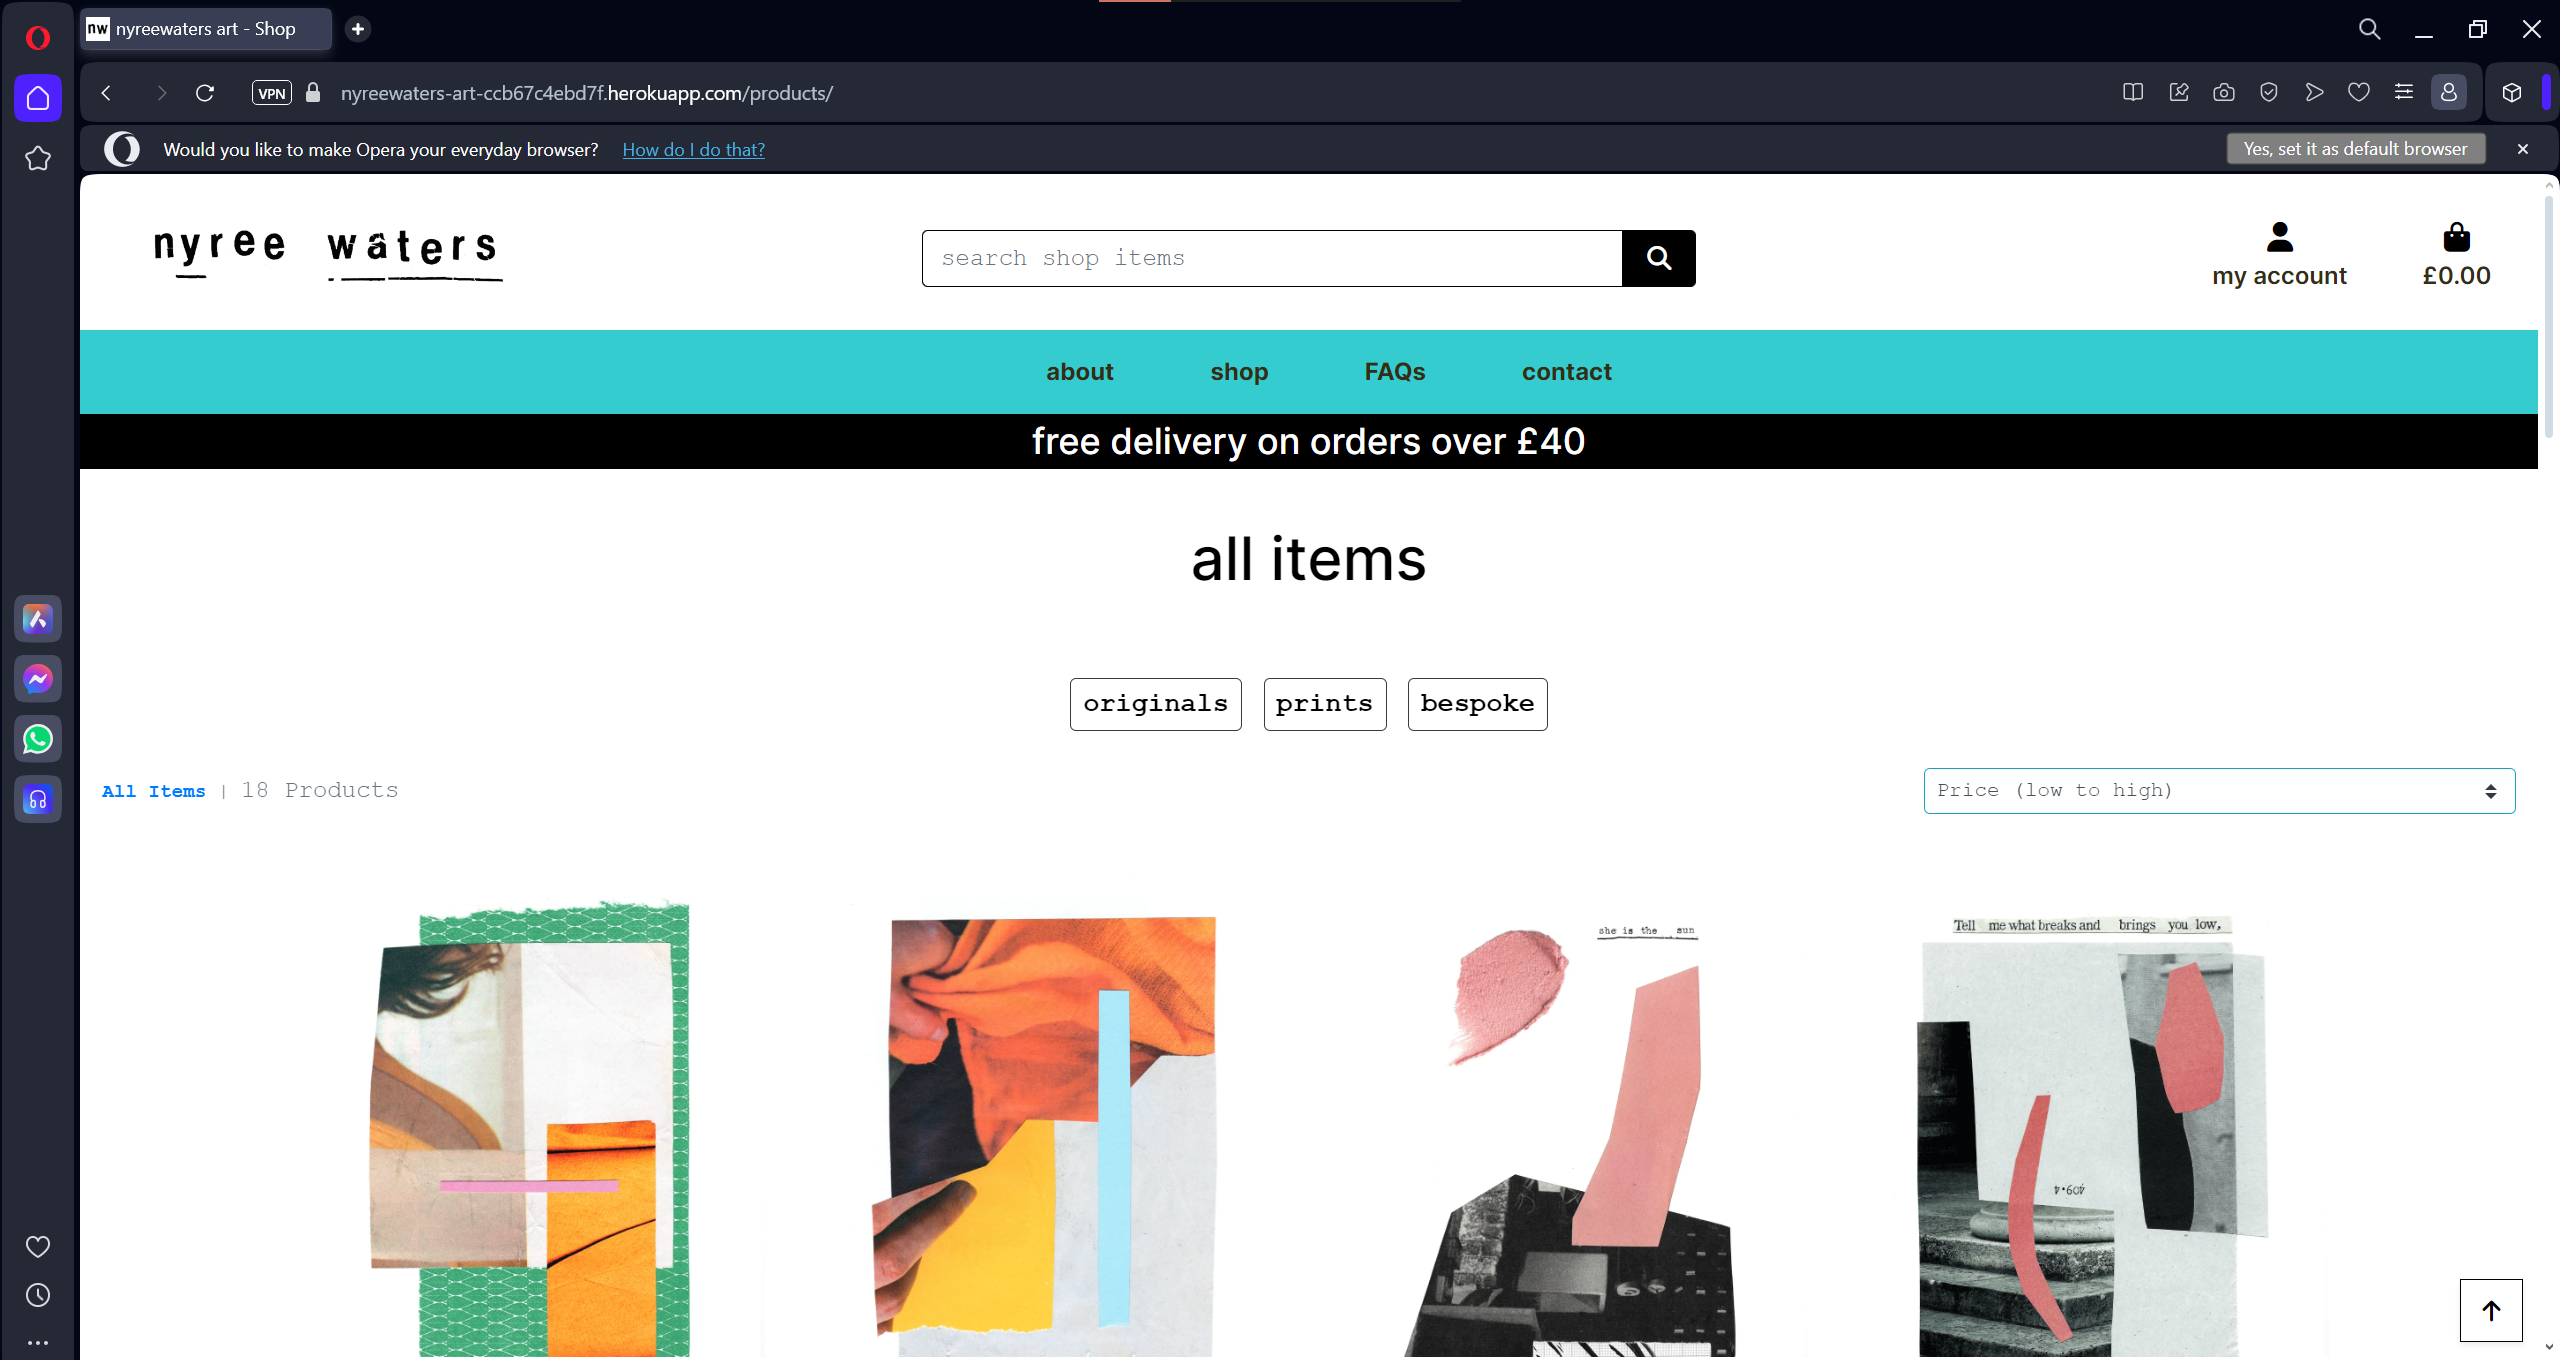 nyreewaters art - Shop
VPN nyreewaters-art-ccb67c4ebd7f.herokuapp.com/products/
Would you like to make Opera your everyday browser? How do I do that? Yes, set it as default browser
nyree waters
search shop items
my account
£0.00
about shop FAQs contact
free delivery on orders over £40
all items
originals prints bespoke
All Items | 18 Products
Price (low to high)
she is the sun
Tell me what breaks and brings you low,
409.4